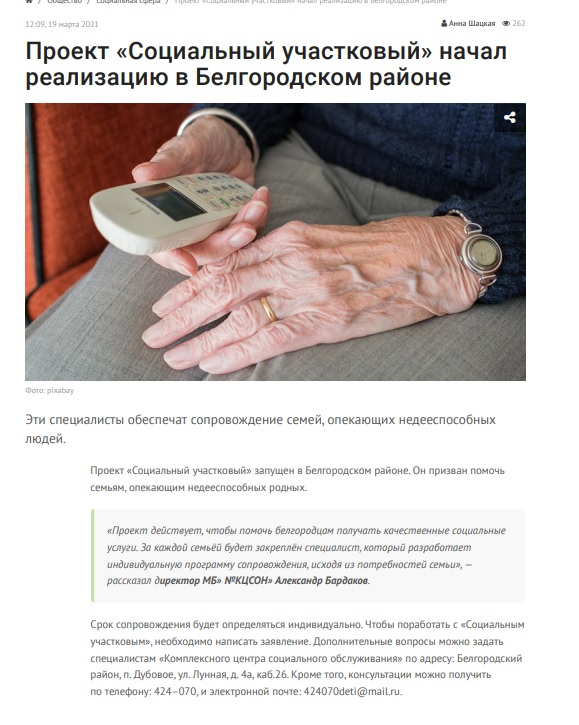 Общество / Социальная сфера / Проект «Социальный участковый» начал реализацию в Белгородском районе
12:09, 19 марта 2021
Анна Шацкая 262
Проект «Социальный участковый» начал
реализацию в Белгородском районе
Фото: pixabay
Эти специалисты обеспечат сопровождение семей, опекающих недееспособных
людей.
Проект «Социальный участковый» запущен в Белгородском районе. Он призван помочь
семьям, опекающим недееспособных родных.
«Проект действует, чтобы помочь белгородцам получать качественные социальные
услуги. За каждой семьёй будет закреплён специалист, который разработает
индивидуальную программу сопровождения, исходя из потребностей семьи», —
рассказал директор МБ» №КЦСОН» Александр Бардаков.
Срок сопровождения будет определяться индивидуально. Чтобы поработать с «Социальным
участковым», необходимо написать заявление. Дополнительные вопросы можно задать
специалистам «Комплексного центра социального обслуживания» по адресу: Белгородский
район, п. Дубовое, ул. Лунная, д. 4а, каб.26. Кроме того, консультации можно получить
по телефону: 424–070, и электронной почте: 424070deti@mail.ru.